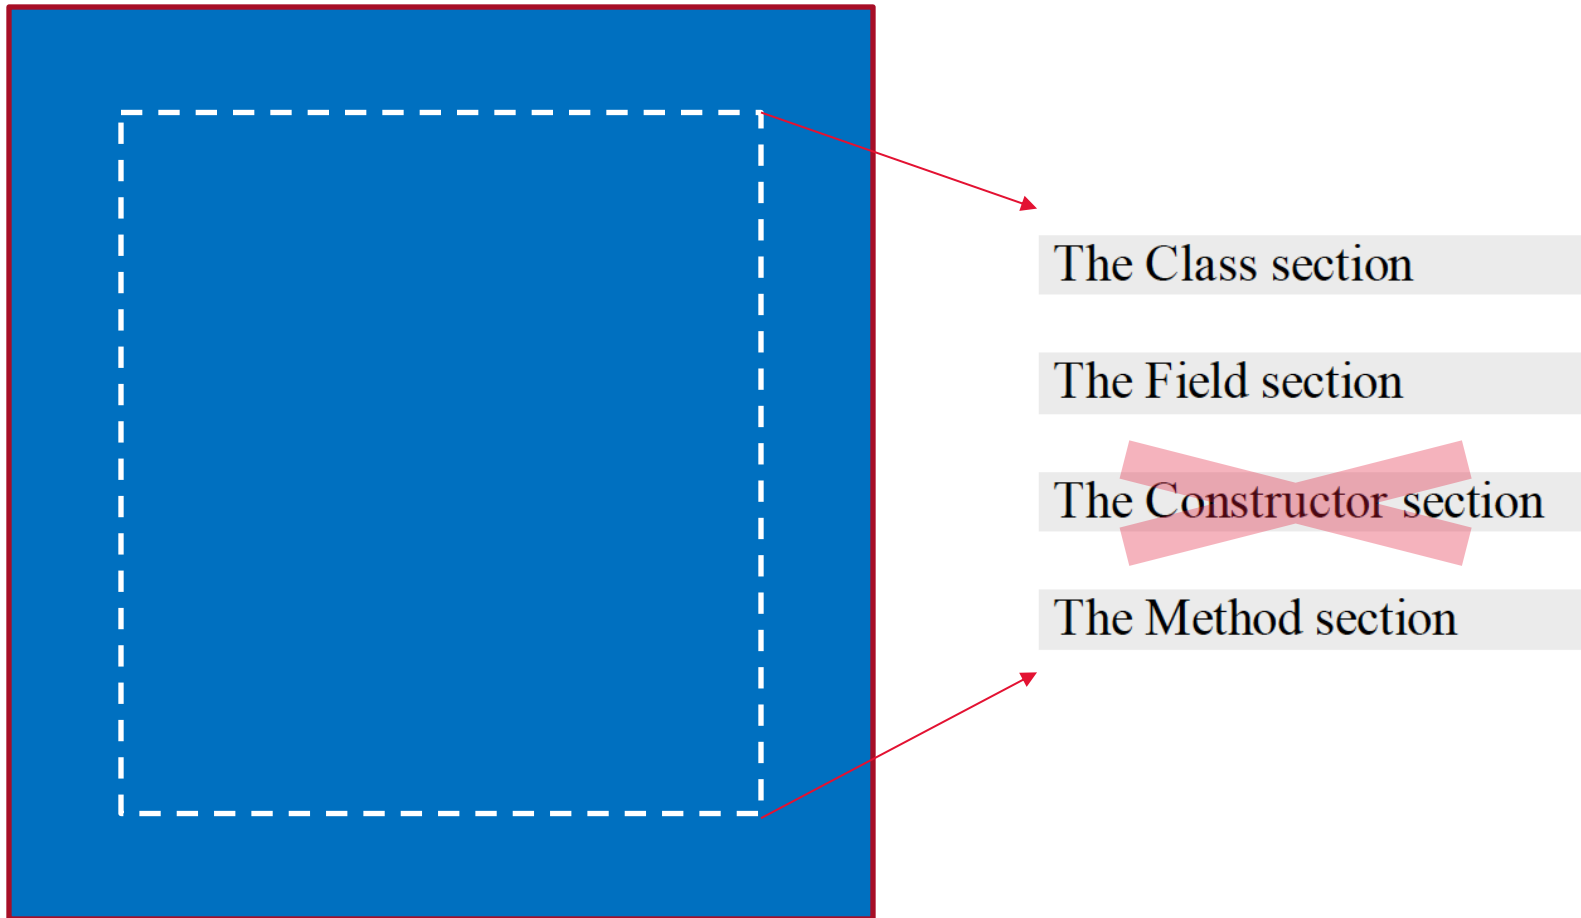 The Class section
The Field section
The Constructor section
The Method section